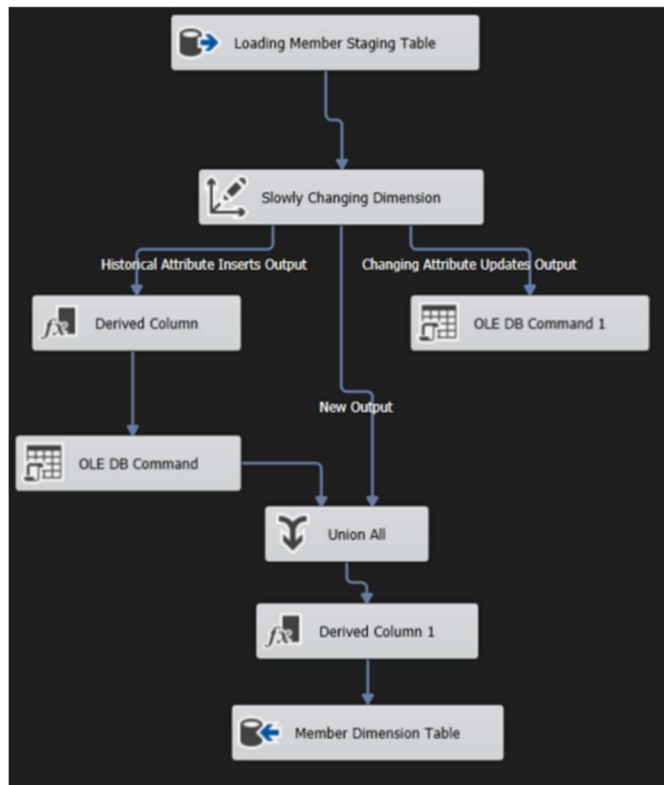 Loading Member Staging Table
Slowly Changing Dimension
Historical Attribute Inserts Output
Changing Attribute Updates Output
Derived Column
OLE DB Command 1
New Output
OLE DB Command
Union All
Derived Column 1
Member Dimension Table